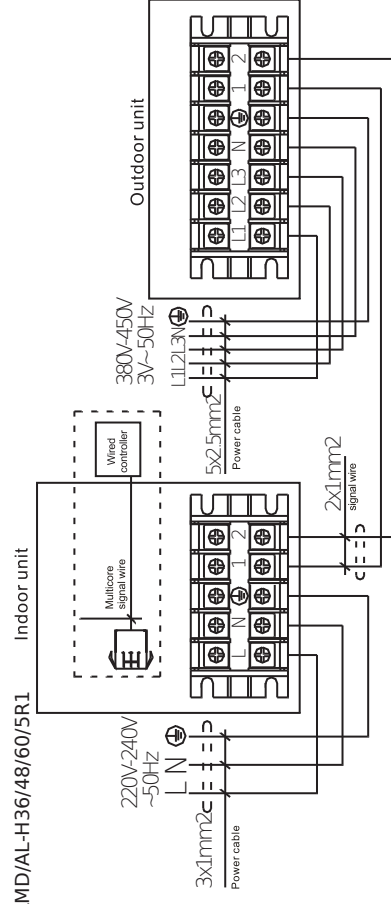 MD/AL-H36/48/60/5R1
Indoor unit
Outdoor unit
Multicore
signal wire
Wired
controller
220V-240V
~50Hz
L N
3x1mm2
Power cable
L N 1 2
380V-450V
3V~50Hz
L1L2L3N
5x2.5mm2
Power cable
L1 L2 L3 N 1 2
2x1mm2
signal wire